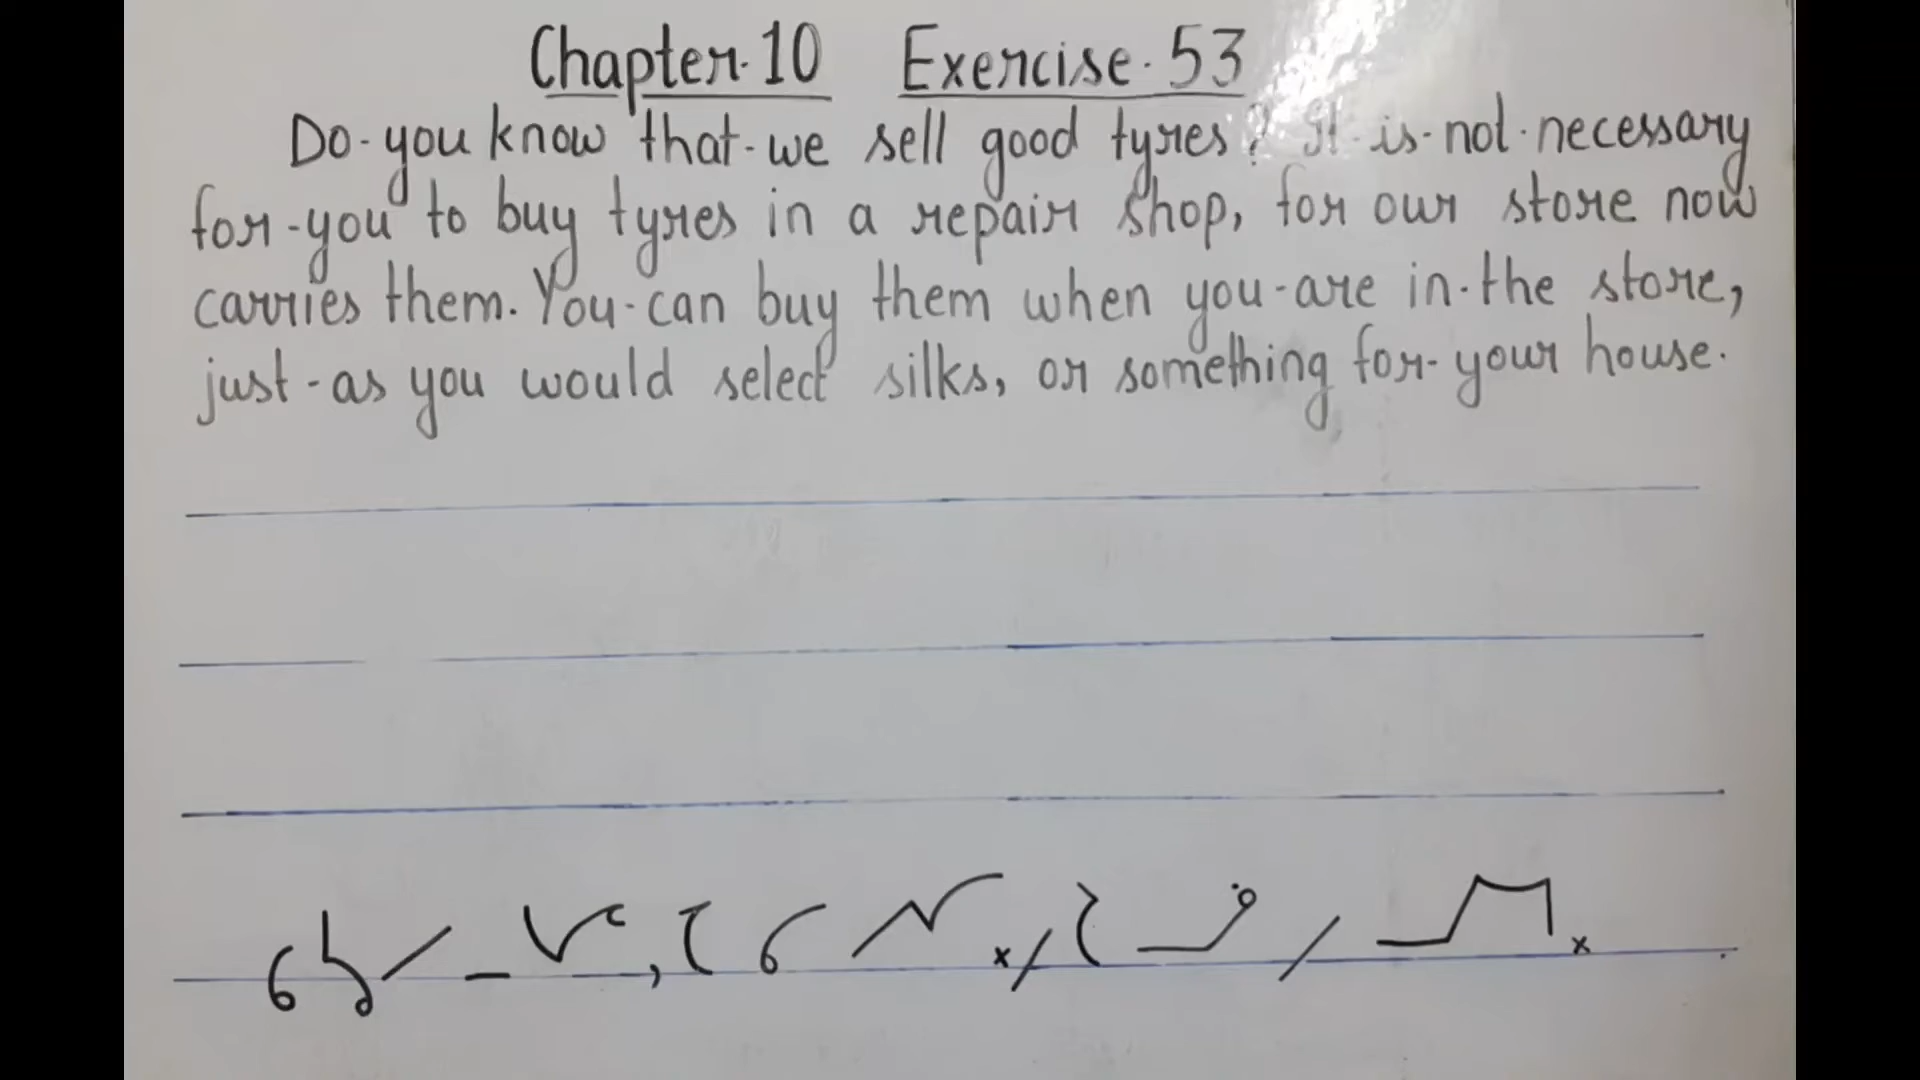 Chapter.10 Exercise.53
Do-you know that-we sell good tyres? It-is-not-necessary
for-you to buy tyres in a repair shop, for our store now
carries them. You-can buy them when you-are in-the store,
just-as you would select silks, or something for-your house.